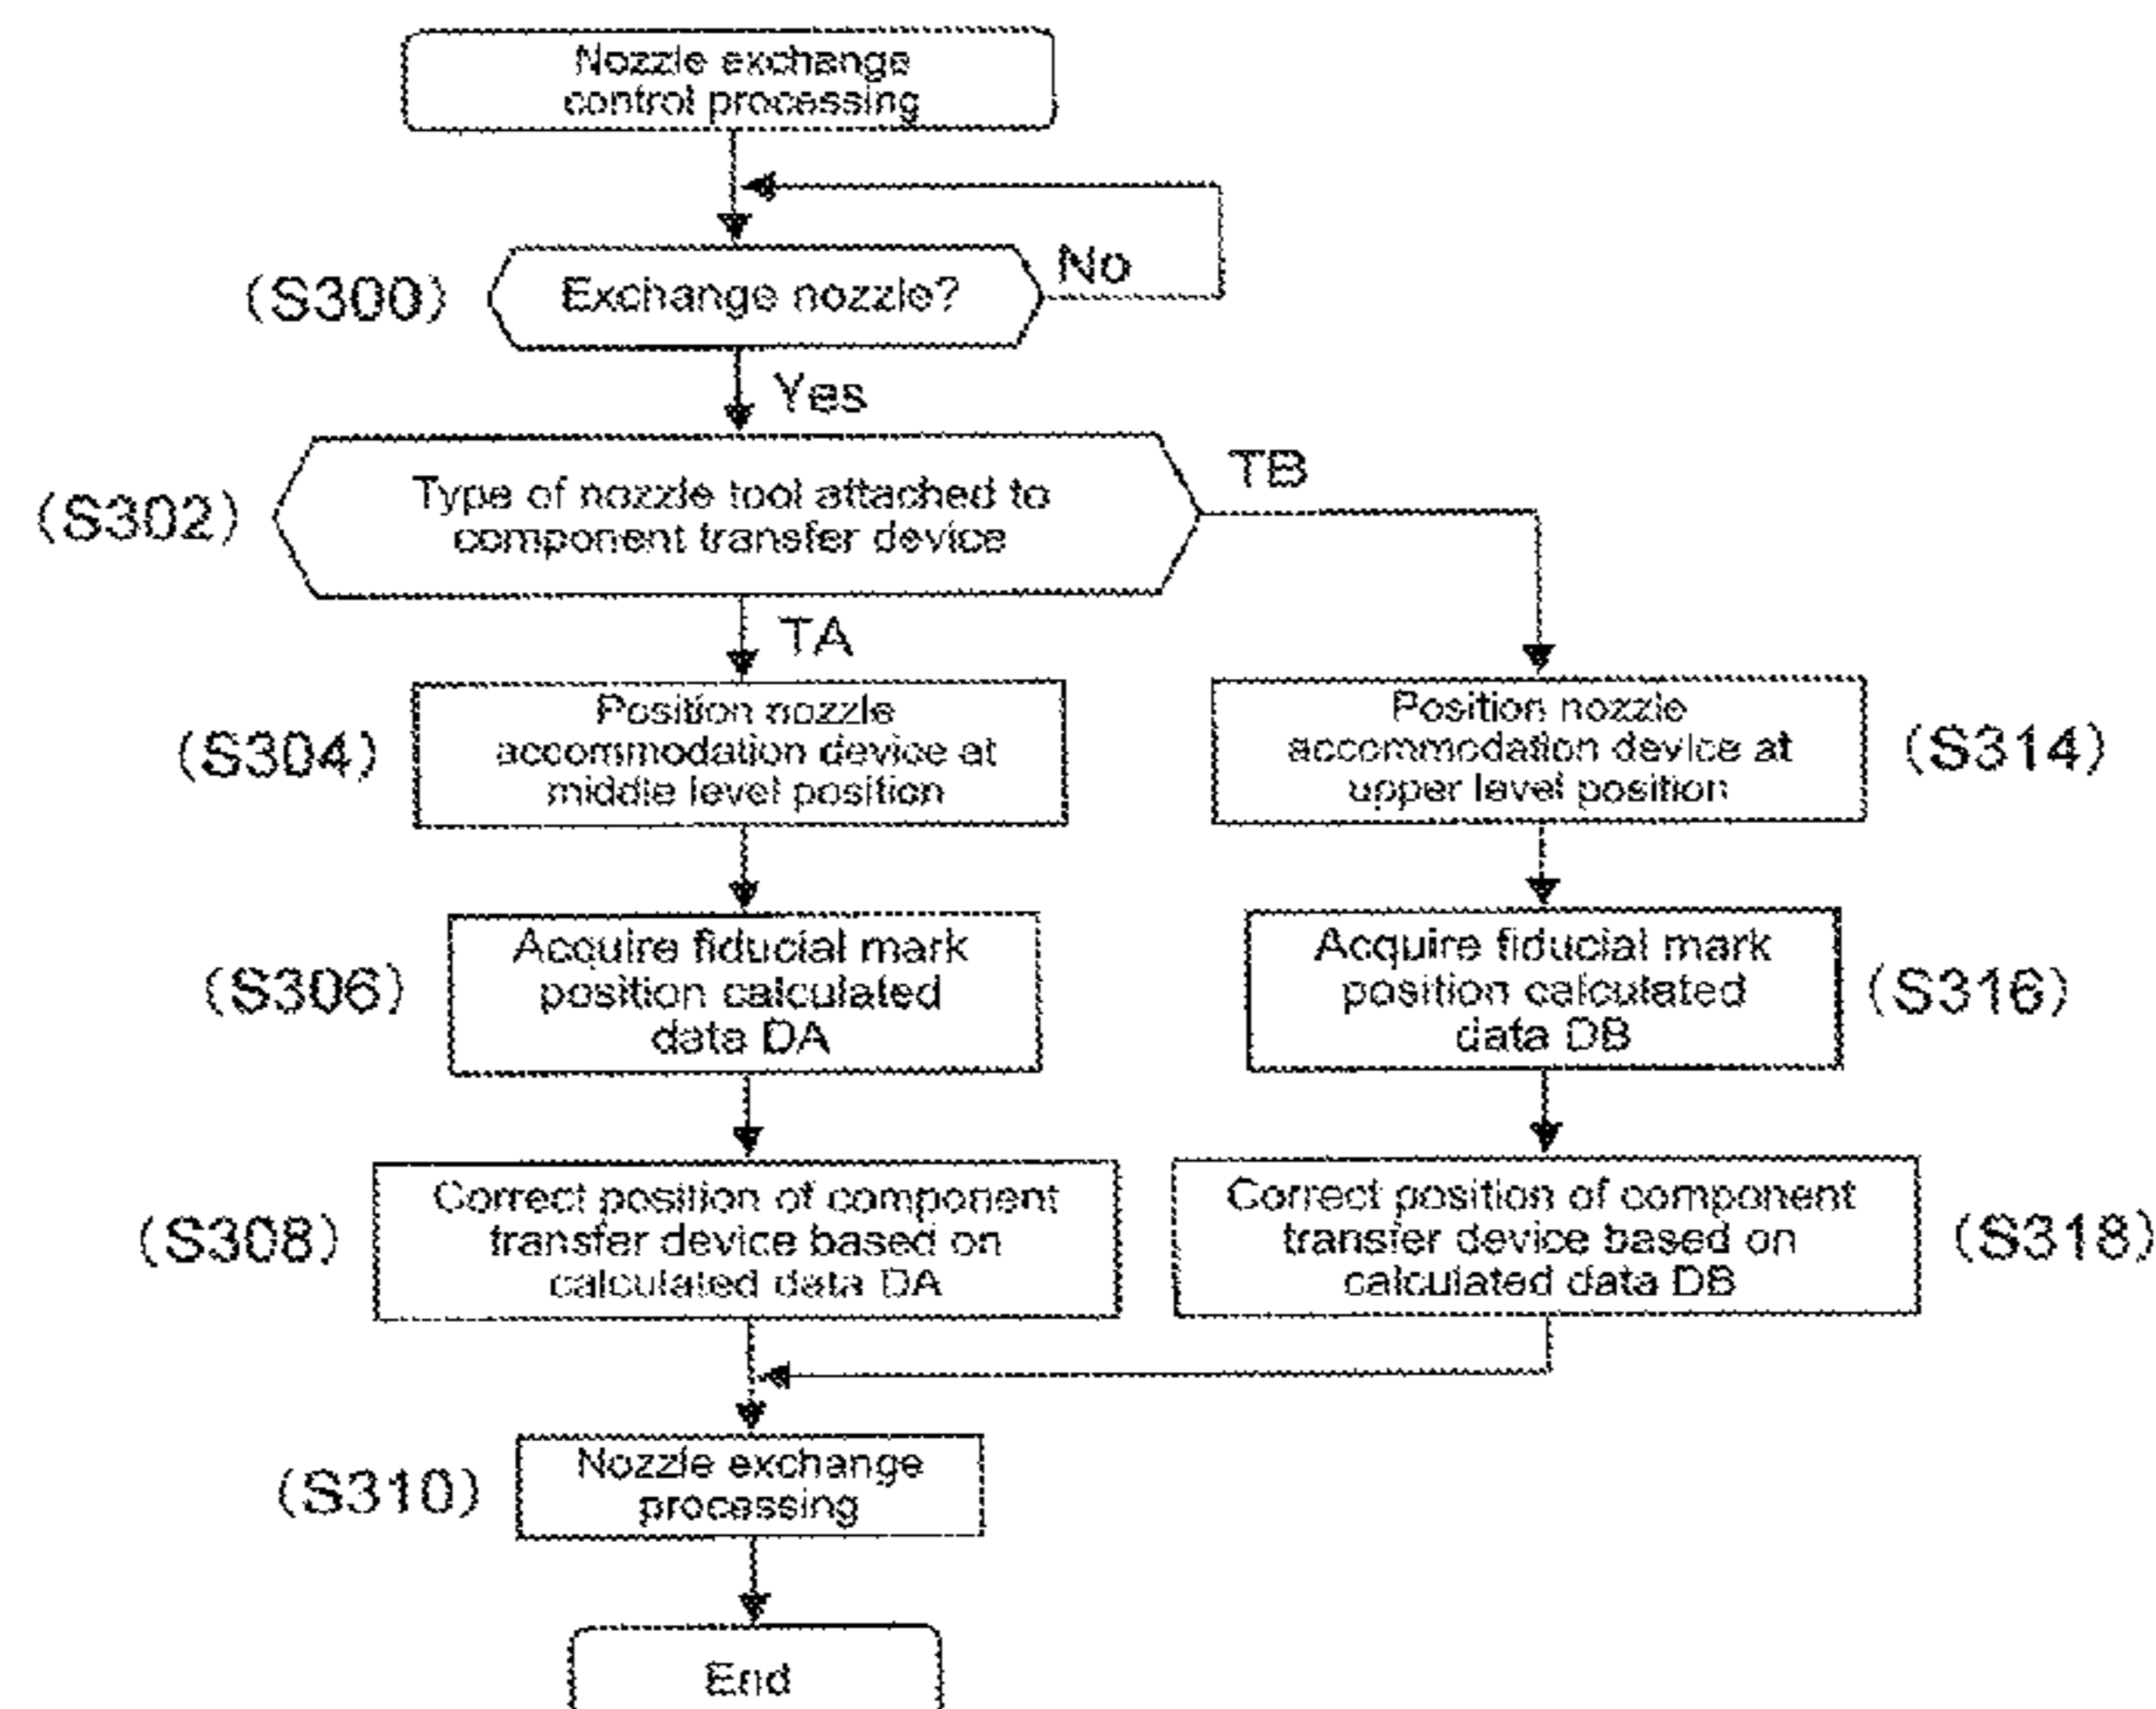 Nozzle exchange
control processing
(S300)
Exchange nozzle?
No
Yes
(S302)
Type of nozzle tool attached to
component transfer device
TB
TA
(S304)
Position nozzle
accommodation device at
middle level position
Position nozzle
accommodation device at
upper level position
(S314)
(S306)
Acquire fiducial mark
position calculated
data DA
Acquire fiducial mark
position calculated
data DB
(S316)
(S308)
Correct position of component
transfer device based on
calculated data DA
Correct position of component
transfer device based on
calculated data DB
(S318)
(S310)
Nozzle exchange
processing
End